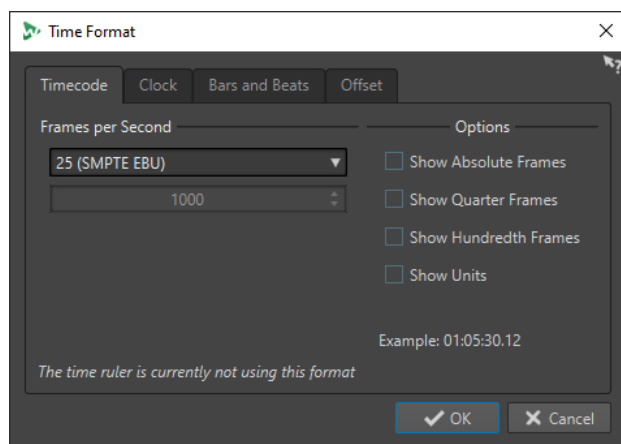 Time Format
Timecode Clock Bars and Beats Offset
Frames per Second
25 (SMPTE EBU)
1000
Options
Show Absolute Frames
Show Quarter Frames
Show Hundredth Frames
Show Units
Example: 01:05:30.12
The time ruler is currently not using this format
OK Cancel